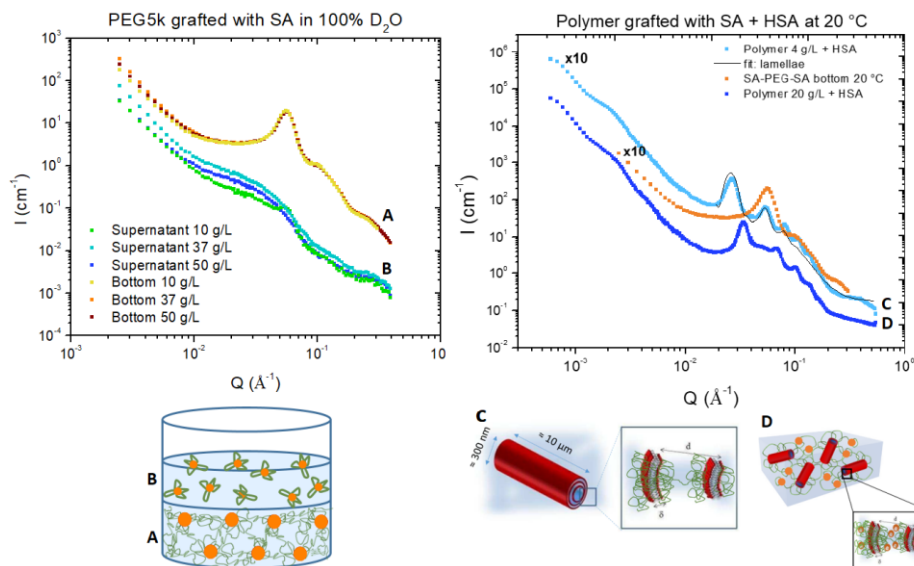 PEG5k grafted with SA in 100% D₂O
10³
10²
10¹
10⁰
10⁻¹
10⁻²
10⁻³
10⁻⁴
I (cm⁻¹)
A
B
Supernatant 10 g/L
Supernatant 37 g/L
Supernatant 50 g/L
Bottom 10 g/L
Bottom 37 g/L
Bottom 50 g/L
10⁻³
10⁻²
10⁻¹
10
Q (Å⁻¹)
Polymer grafted with SA + HSA at 20 °C
10⁶
10⁵
10⁴
10³
10²
10¹
10⁰
10⁻¹
10⁻²
I (cm⁻¹)
x10
x10
Polymer 4 g/L + HSA
fit: lamellae
SA-PEG-SA bottom 20 °C
Polymer 20 g/L + HSA
C
D
10⁻³
10⁻²
10⁻¹
10⁰
Q (Å⁻¹)
B
A
C
≈ 300 nm
≈ 10 µm
d
δ
D
d